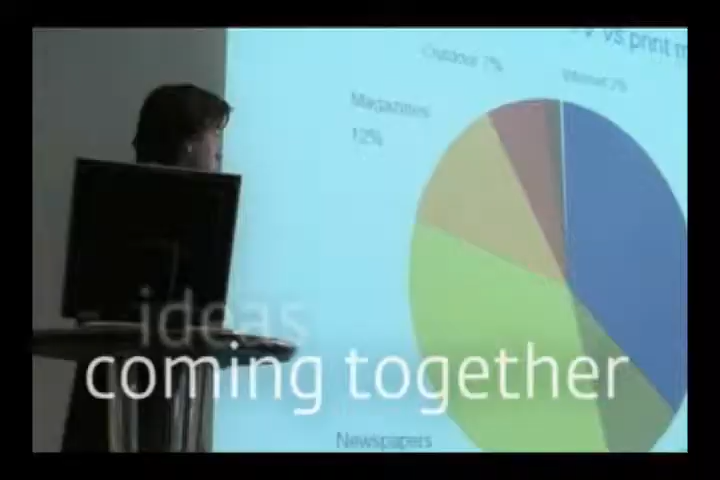 vs print m
Outdoor 7%
Internet 2%
Magazines
12%
- ideas
coming together
Newspapers